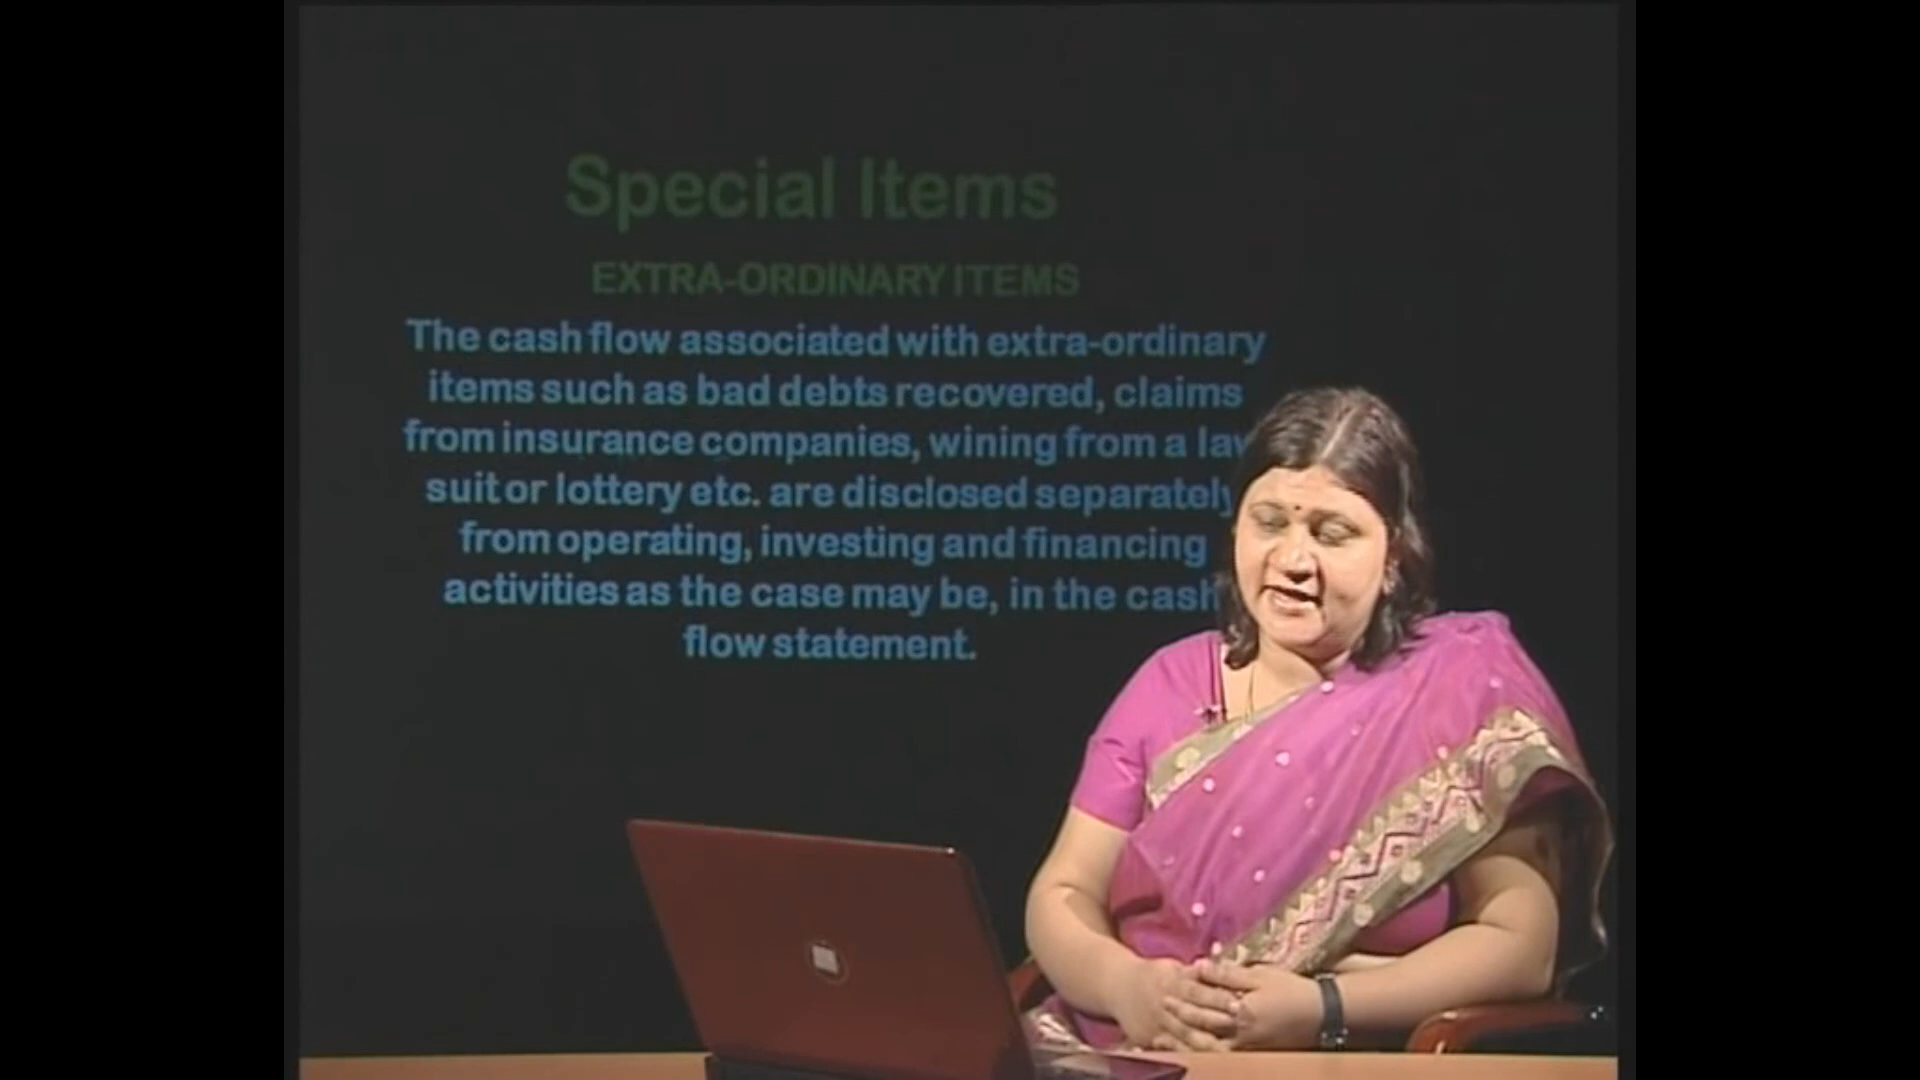 Special Items
EXTRA-ORDINARY ITEMS
The cash flow associated with extra-ordinary
items such as bad debts recovered, claims
from insurance companies, wining from a law
suit or lottery etc. are disclosed separately
from operating, investing and financing
activities as the case may be, in the cash
flow statement.